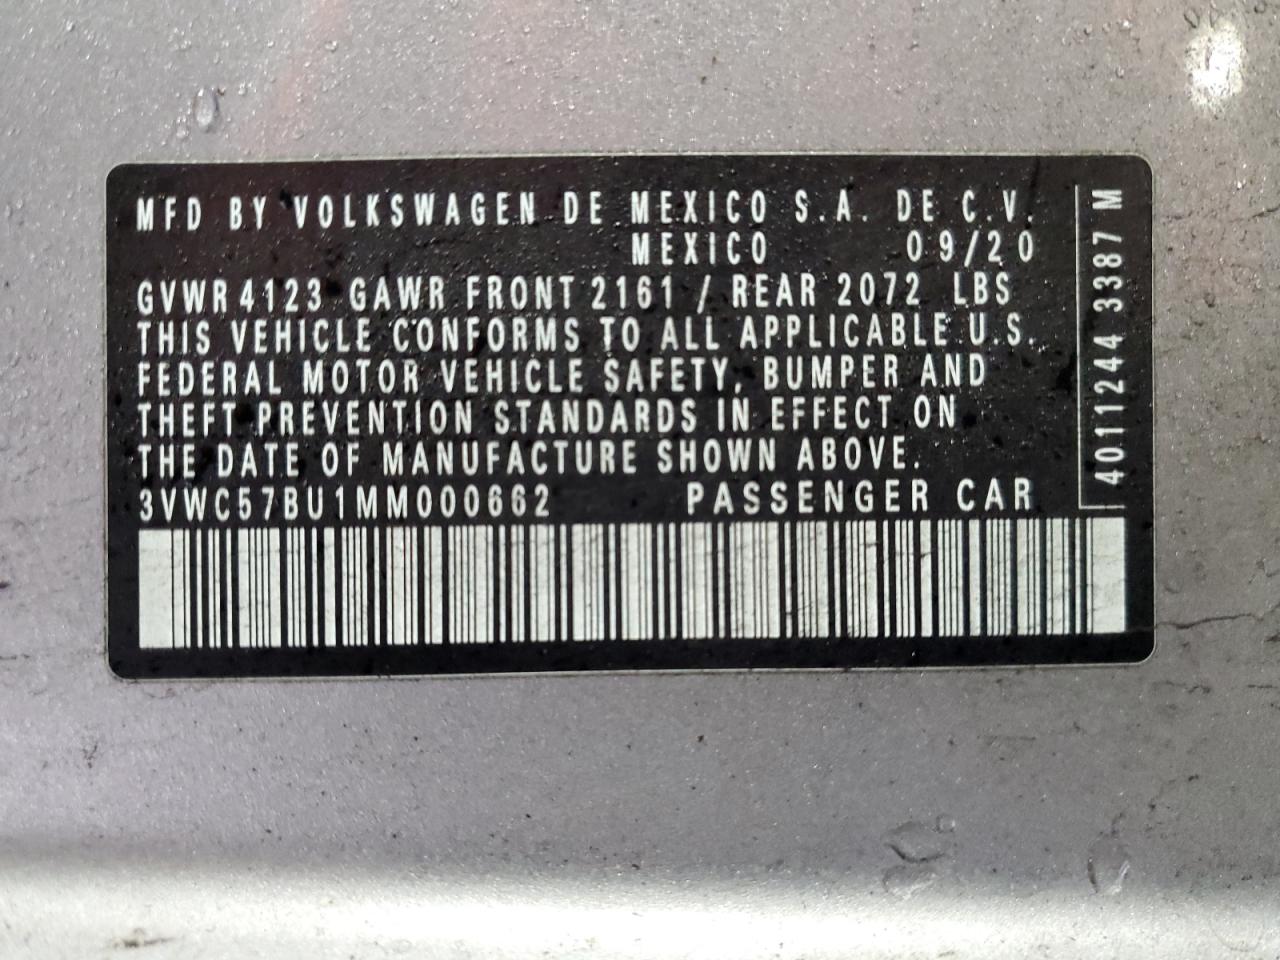 MFD BY VOLKSWAGEN DE MEXICO S.A. DE C.V.
MEXICO 09/20
GVWR 4123 GAWR FRONT 2161 / REAR 2072 LBS
THIS VEHICLE CONFORMS TO ALL APPLICABLE U.S.
FEDERAL MOTOR VEHICLE SAFETY, BUMPER AND
THEFT PREVENTION STANDARDS IN EFFECT ON
THE DATE OF MANUFACTURE SHOWN ABOVE.
3VWC57BU1MM000662 PASSENGER CAR
4011244 3387 M